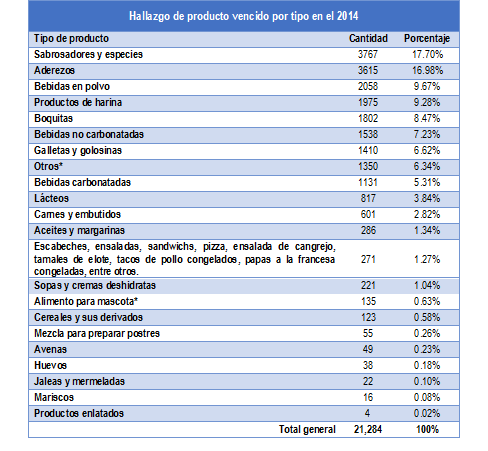 Hallazgo de producto vencido por tipo en el 2014
Tipo de producto Cantidad Porcentaje
Sabrosadores y especies 3767 17.70%
Aderezos 3615 16.98%
Bebidas en polvo 2058 9.67%
Productos de harina 1975 9.28%
Boquitas 1802 8.47%
Bebidas no carbonatadas 1538 7.23%
Galletas y golosinas 1410 6.62%
Otros* 1350 6.34%
Bebidas carbonatadas 1131 5.31%
Lácteos 817 3.84%
Carnes y embutidos 601 2.82%
Aceites y margarinas 286 1.34%
Escabeches, ensaladas, sandwichs, pizza, ensalada de cangrejo,
tamales de elote, tacos de pollo congelados, papas a la francesa 271 1.27%
congeladas, entre otros.
Sopas y cremas deshidratas 221 1.04%
Alimento para mascota* 135 0.63%
Cereales y sus derivados 123 0.58%
Mezcla para preparar postres 55 0.26%
Avenas 49 0.23%
Huevos 38 0.18%
Jaleas y mermeladas 22 0.10%
Mariscos 16 0.08%
Productos enlatados 4 0.02%
Total general 21,284 100%